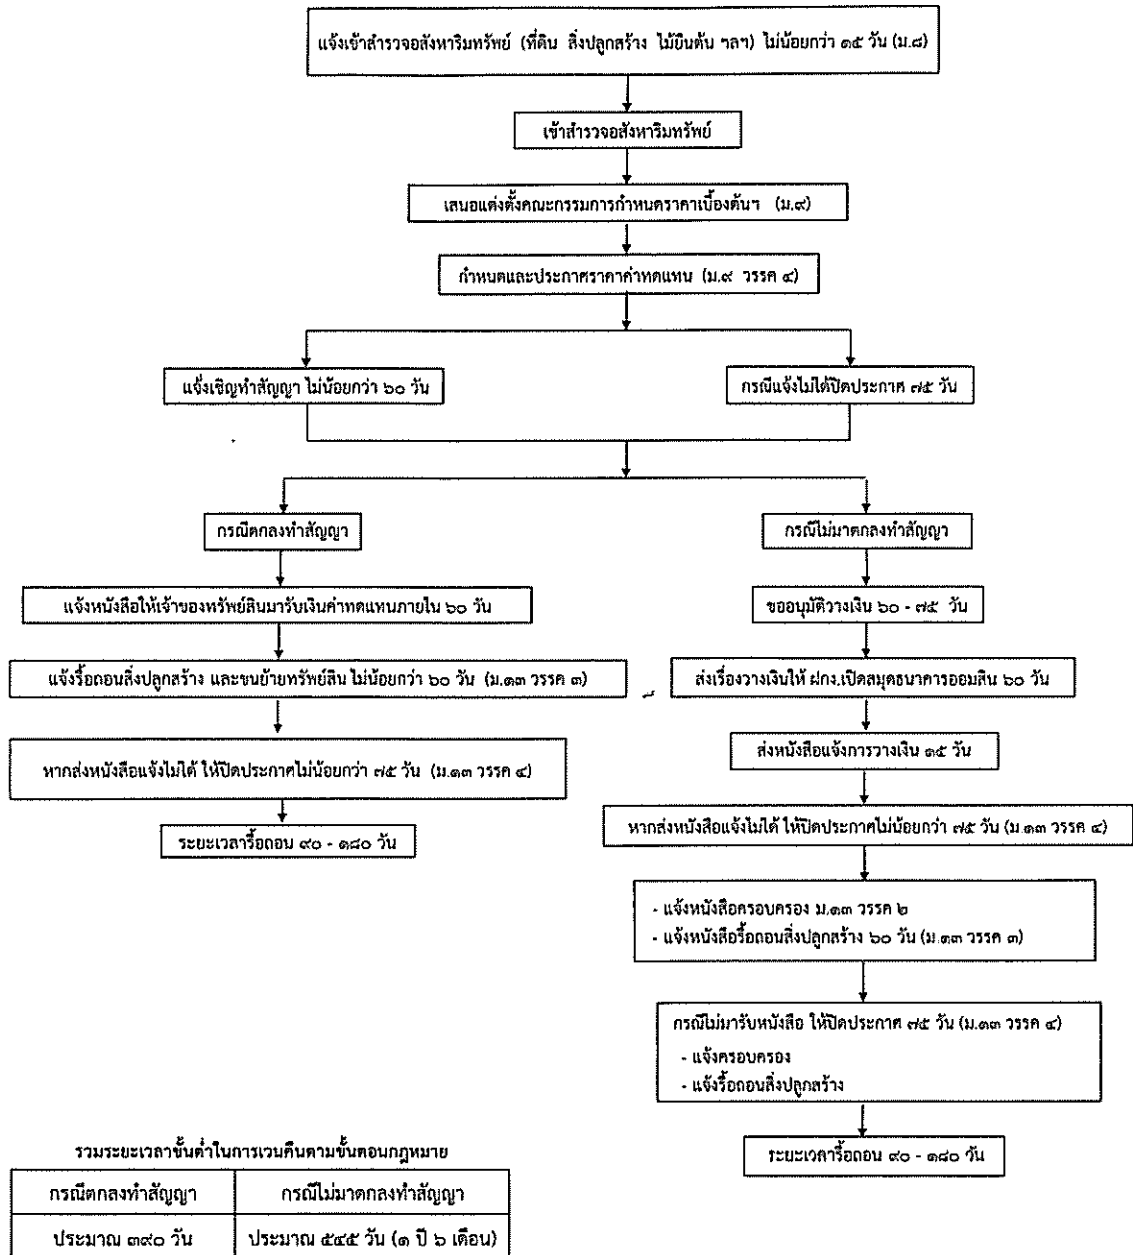 แจ้งเข้าสำรวจอสังหาริมทรัพย์ (ที่ดิน สิ่งปลูกสร้าง ไม้ยืนต้น ฯลฯ) ไม่น้อยกว่า ๑๕ วัน (ม.๘)
เข้าสำรวจอสังหาริมทรัพย์
เสนอแต่งตั้งคณะกรรมการกำหนดราคาเบื้องต้นฯ (ม.๙)
กำหนดและประกาศราคาค่าทดแทน (ม.๙ วรรค ๔)
แจ้งเชิญทำสัญญา ไม่น้อยกว่า ๖๐ วัน
กรณีแจ้งไม่ได้ปิดประกาศ ๗๕ วัน
กรณีตกลงทำสัญญา
แจ้งหนังสือให้เจ้าของทรัพย์สินมารับเงินค่าทดแทนภายใน ๖๐ วัน
แจ้งรื้อถอนสิ่งปลูกสร้าง และขนย้ายทรัพย์สิน ไม่น้อยกว่า ๖๐ วัน (ม.๑๓ วรรค ๓)
หากส่งหนังสือแจ้งไม่ได้ ให้ปิดประกาศไม่น้อยกว่า ๗๕ วัน (ม.๑๓ วรรค ๔)
ระยะเวลารื้อถอน ๙๐ - ๑๘๐ วัน
กรณีไม่มาตกลงทำสัญญา
ขออนุมัติวางเงิน ๖๐ - ๗๕ วัน
ส่งเรื่องวางเงินให้ ฝกง.เปิดสมุดธนาคารออมสิน ๖๐ วัน
ส่งหนังสือแจ้งการวางเงิน ๑๕ วัน
หากส่งหนังสือแจ้งไม่ได้ ให้ปิดประกาศไม่น้อยกว่า ๗๕ วัน (ม.๑๓ วรรค ๔)
- แจ้งหนังสือครอบครอง ม.๑๓ วรรค ๒
- แจ้งหนังสือรื้อถอนสิ่งปลูกสร้าง ๖๐ วัน (ม.๑๓ วรรค ๓)
กรณีไม่มารับหนังสือ ให้ปิดประกาศ ๗๕ วัน (ม.๑๓ วรรค ๔)
- แจ้งครอบครอง
- แจ้งรื้อถอนสิ่งปลูกสร้าง
ระยะเวลารื้อถอน ๙๐ - ๑๘๐ วัน
รวมระยะเวลาขั้นต่ำในการเวนคืนตามขั้นตอนกฎหมาย
กรณีตกลงทำสัญญา กรณีไม่มาตกลงทำสัญญา
ประมาณ ๓๙๐ วัน ประมาณ ๕๔๕ วัน (๑ ปี ๖ เดือน)